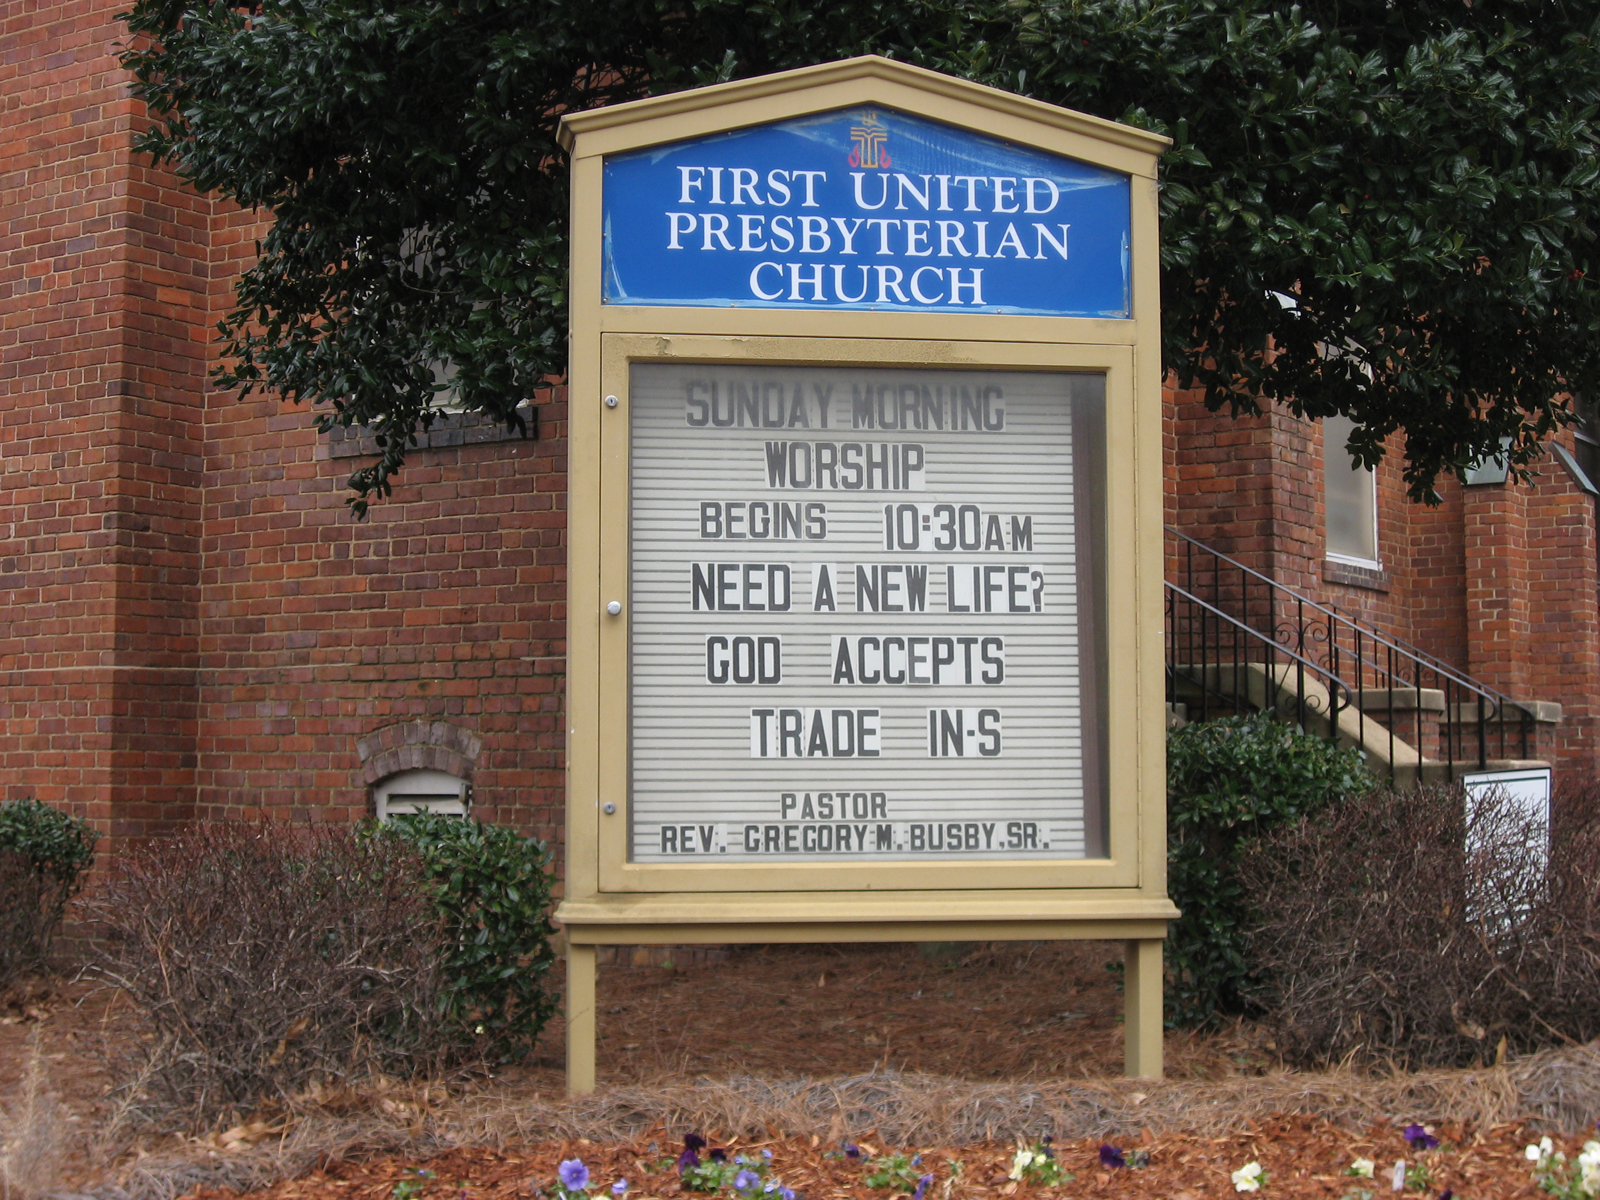 FIRST UNITED
PRESBYTERIAN
CHURCH
SUNDAY MORNING
WORSHIP
BEGINS 10:30AM
NEED A NEW LIFE?
GOD ACCEPTS
TRADE IN-S
PASTOR
REV. GREGORY M. BUSBY, SR.